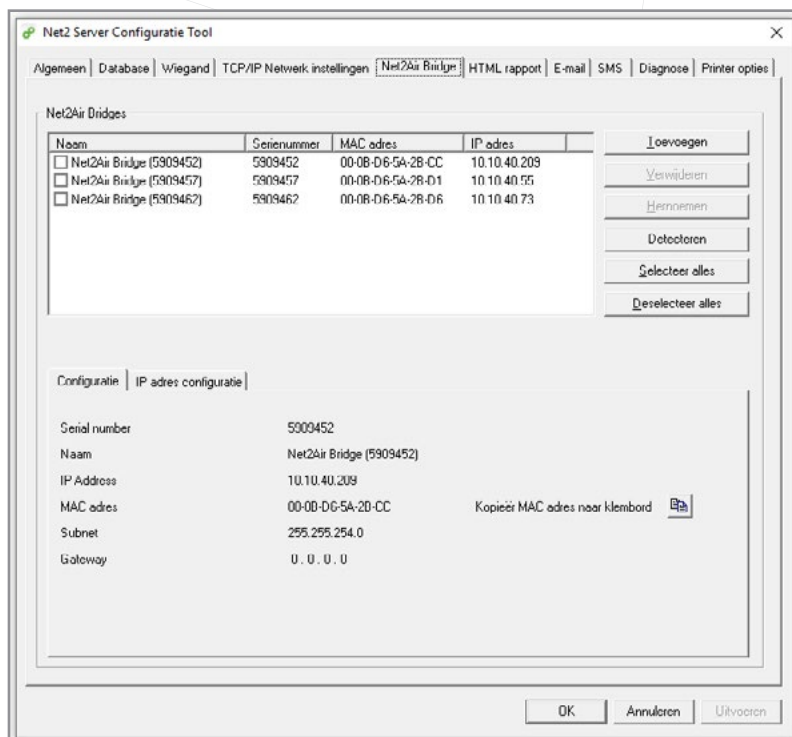 Net2 Server Configuratie Tool
Algemeen Database Wiegand TCP/IP Netwerk instellingen Net2Air Bridge HTML rapport E-mail SMS Diagnose Printer opties
Net2Air Bridges
Naam Serienummer MAC adres IP adres
Net2Air Bridge (5909452) 5909452 00-0B-D6-5A-2B-CC 10.10.40.209
Net2Air Bridge (5909457) 5909457 00-0B-D6-5A-2B-D1 10.10.40.55
Net2Air Bridge (5909462) 5909462 00-0B-D6-5A-2B-D6 10.10.40.73
Toevoegen
Verwijderen
Hernoemen
Detecteren
Selecteer alles
Deselecteer alles
Configuratie IP adres configuratie
Serial number 5909452
Naam Net2Air Bridge (5909452)
IP Address 10.10.40.209
MAC adres 00-0B-D6-5A-2B-CC Kopieër MAC adres naar klembord
Subnet 255.255.254.0
Gateway 0 . 0 . 0 . 0
OK Annuleren Uitvoeren